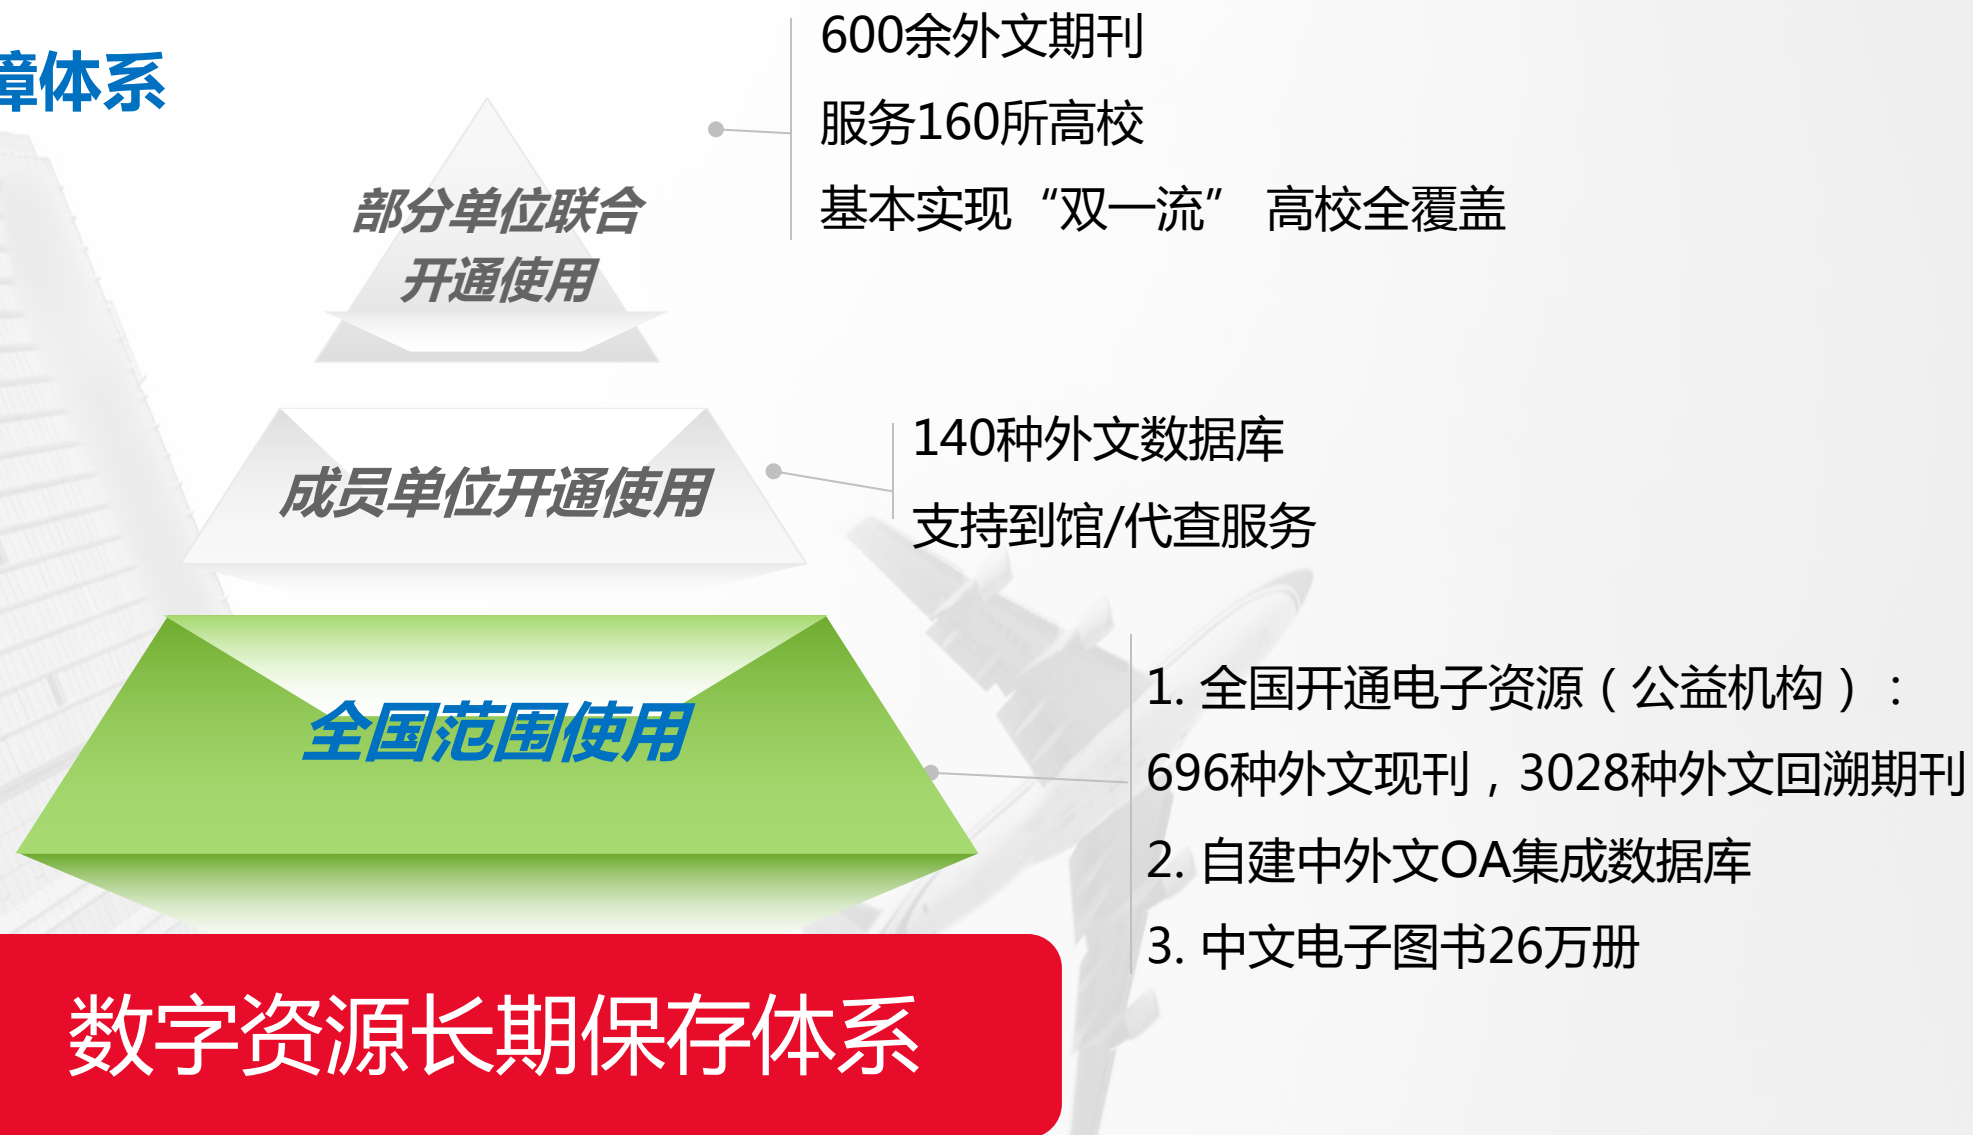 障体系
600余外文期刊
服务160所高校
基本实现“双一流” 高校全覆盖
部分单位联合
开通使用
140种外文数据库
支持到馆/代查服务
成员单位开通使用
1. 全国开通电子资源（公益机构）:
696种外文现刊，3028种外文回溯期刊
2. 自建中外文OA集成数据库
3. 中文电子图书26万册
全国范围使用
数字资源长期保存体系